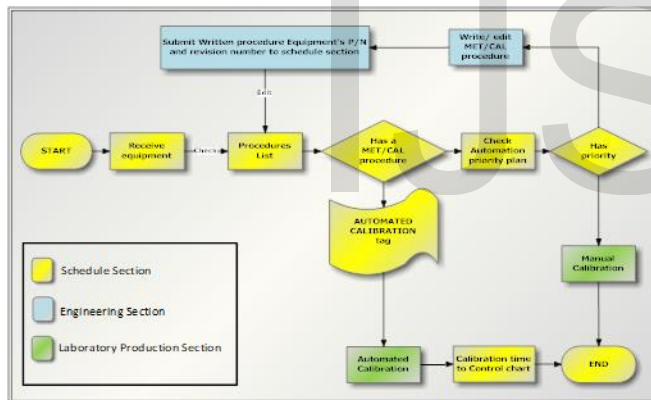 Submit Written procedure Equipment's P/N
and revision number to schedule section
Write/ edit
MET/CAL
procedure
Edit
START
Receive
equipment
Check
Procedures
List
Has a
MET/CAL
procedure
Check
Automation
priority plan
Has
priority
AUTOMATED
CALIBRATION
tag
Manual
Calibration
Schedule Section
Engineering Section
Laboratory Production Section
Automated
Calibration
Calibration time
to Control chart
END